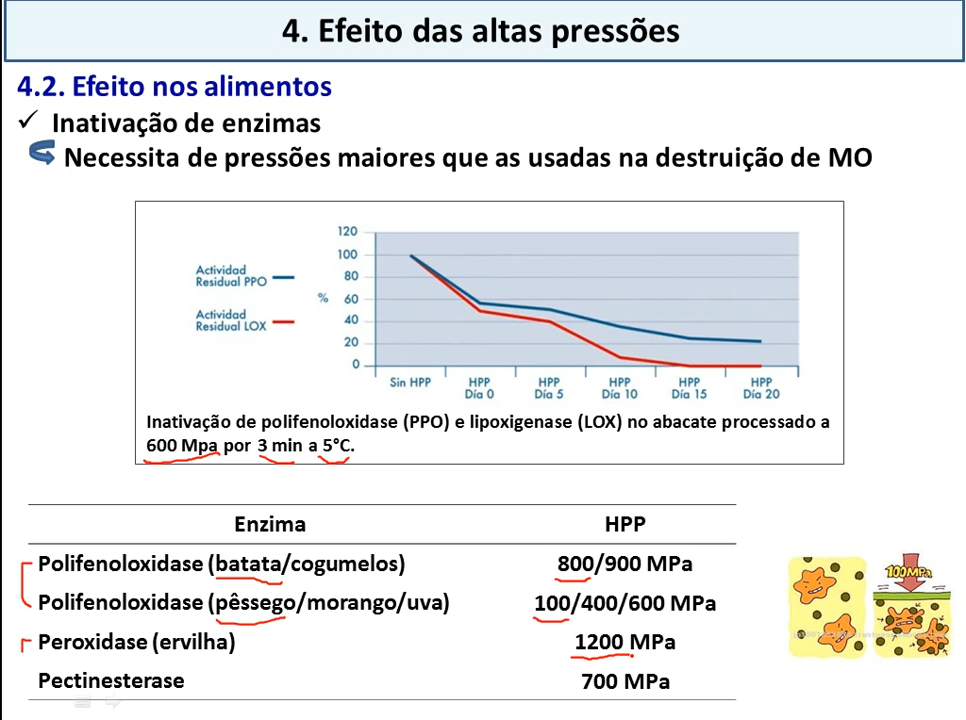 4. Efeito das altas pressões
4.2. Efeito nos alimentos
✓ Inativação de enzimas
Necessita de pressões maiores que as usadas na destruição de MO
Actividad
Residual PPO
Actividad
Residual LOX
%
120
100
80
60
40
20
0
Sin HPP
HPP
Día 0
HPP
Día 5
HPP
Día 10
HPP
Día 15
HPP
Día 20
Inativação de polifenoloxidase (PPO) e lipoxigenase (LOX) no abacate processado a
600 Mpa por 3 min a 5°C.
Enzima HPP
Polifenoloxidase (batata/cogumelos) 800/900 MPa
Polifenoloxidase (pêssego/morango/uva) 100/400/600 MPa
Peroxidase (ervilha) 1200 MPa
Pectinesterase 700 MPa
100MPa